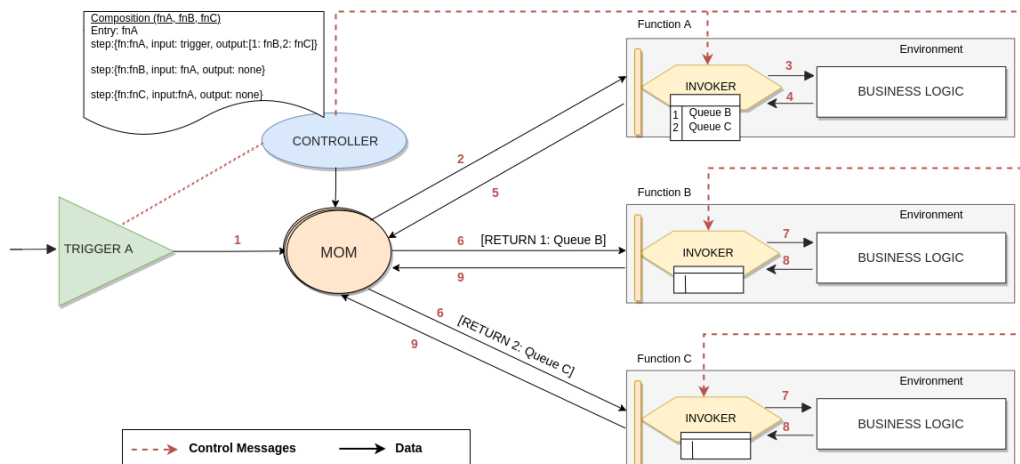 Composition (fnA, fnB, fnC)
Entry: fnA
step:{fn:fnA, input: trigger, output:[1: fnB,2: fnC]}
step:{fn:fnB, input: fnA, output: none}
step:{fn:fnC, input:fnA, output: none}
CONTROLLER
TRIGGER A
1
MOM
2
5
6
[RETURN 1: Queue B]
9
6
[RETURN 2: Queue C]
9
Function A
Environment
INVOKER
1 Queue B
2 Queue C
3
4
BUSINESS LOGIC
Function B
Environment
INVOKER
7
8
BUSINESS LOGIC
Function C
Environment
INVOKER
7
8
BUSINESS LOGIC
Control Messages
Data